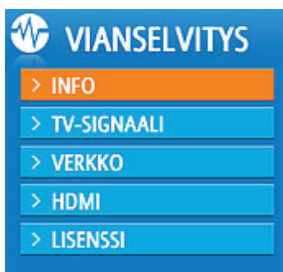 VIANSELVITYS
> INFO
> TV-SIGNAALI
> VERKKO
> HDMI
> LISENSSI